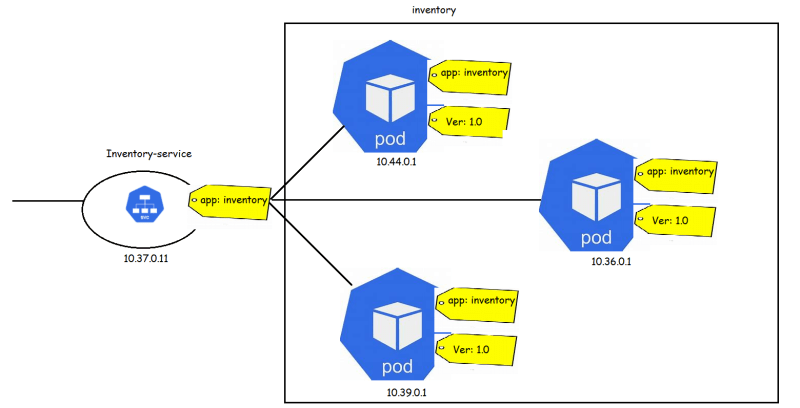 inventory
Inventory-service
svc
app: inventory
10.37.0.11
pod
app: inventory
Ver: 1.0
10.44.0.1
pod
app: inventory
Ver: 1.0
10.36.0.1
pod
app: inventory
Ver: 1.0
10.39.0.1